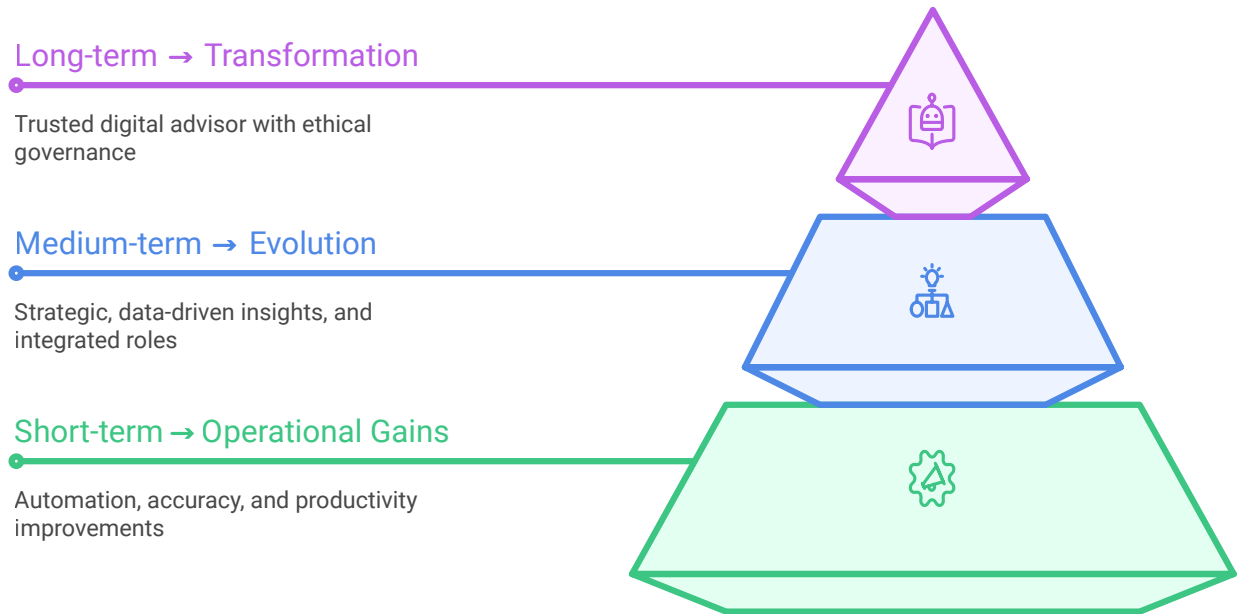 Long-term → Transformation
Trusted digital advisor with ethical
governance
Medium-term → Evolution
Strategic, data-driven insights, and
integrated roles
Short-term → Operational Gains
Automation, accuracy, and productivity
improvements